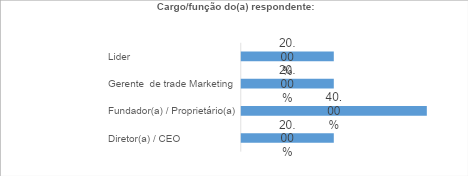 Cargo/função do(a) respondente:
Lider
20.00%
Gerente de trade Marketing
20.00%
Fundador(a) / Proprietário(a)
40.00%
Diretor(a) / CEO
20.00%